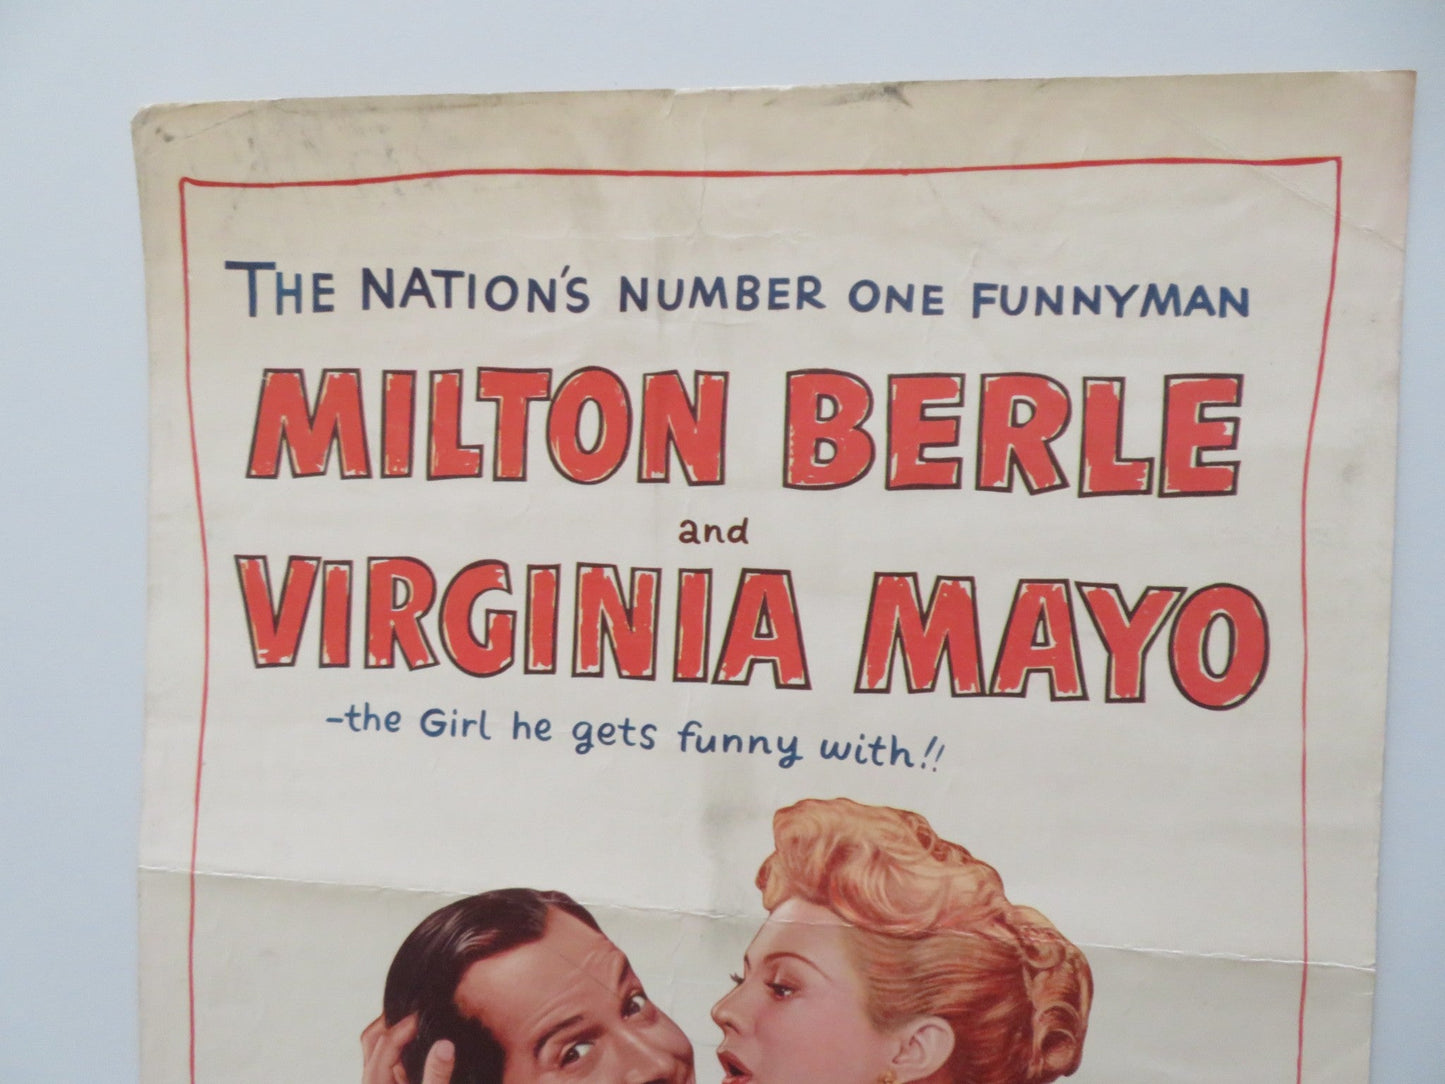 THE NATION'S NUMBER ONE FUNNYMAN
MILTON BERLE
and
VIRGINIA MAYO
-the Girl he gets funny with!!